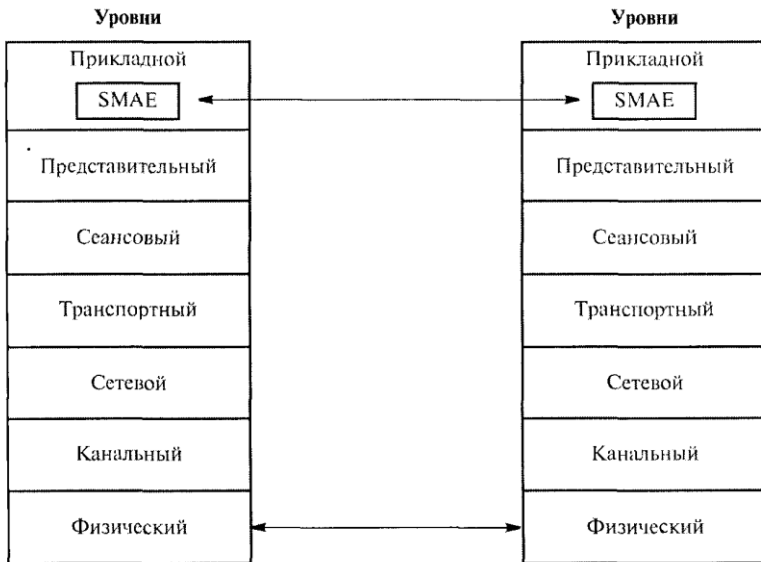 Уровни
Прикладной
SMAE
Представительный
Сеансовый
Транспортный
Сетевой
Канальный
Физический
Уровни
Прикладной
SMAE
Представительный
Сеансовый
Транспортный
Сетевой
Канальный
Физический